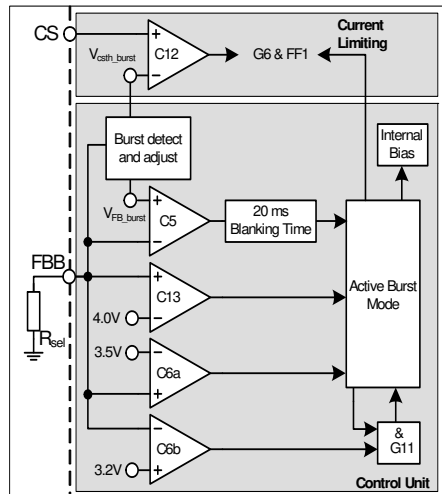 Current
Limiting
CS
+
C12
−
V_csth_burst
G6 & FF1
Burst detect
and adjust
Internal
Bias
+
C5
−
V_FB_burst
20 ms
Blanking Time
FBB
R_sel
+
C13
−
4.0V
Active Burst
Mode
3.5V
−
C6a
+
−
C6b
+
3.2V
&
G11
Control Unit